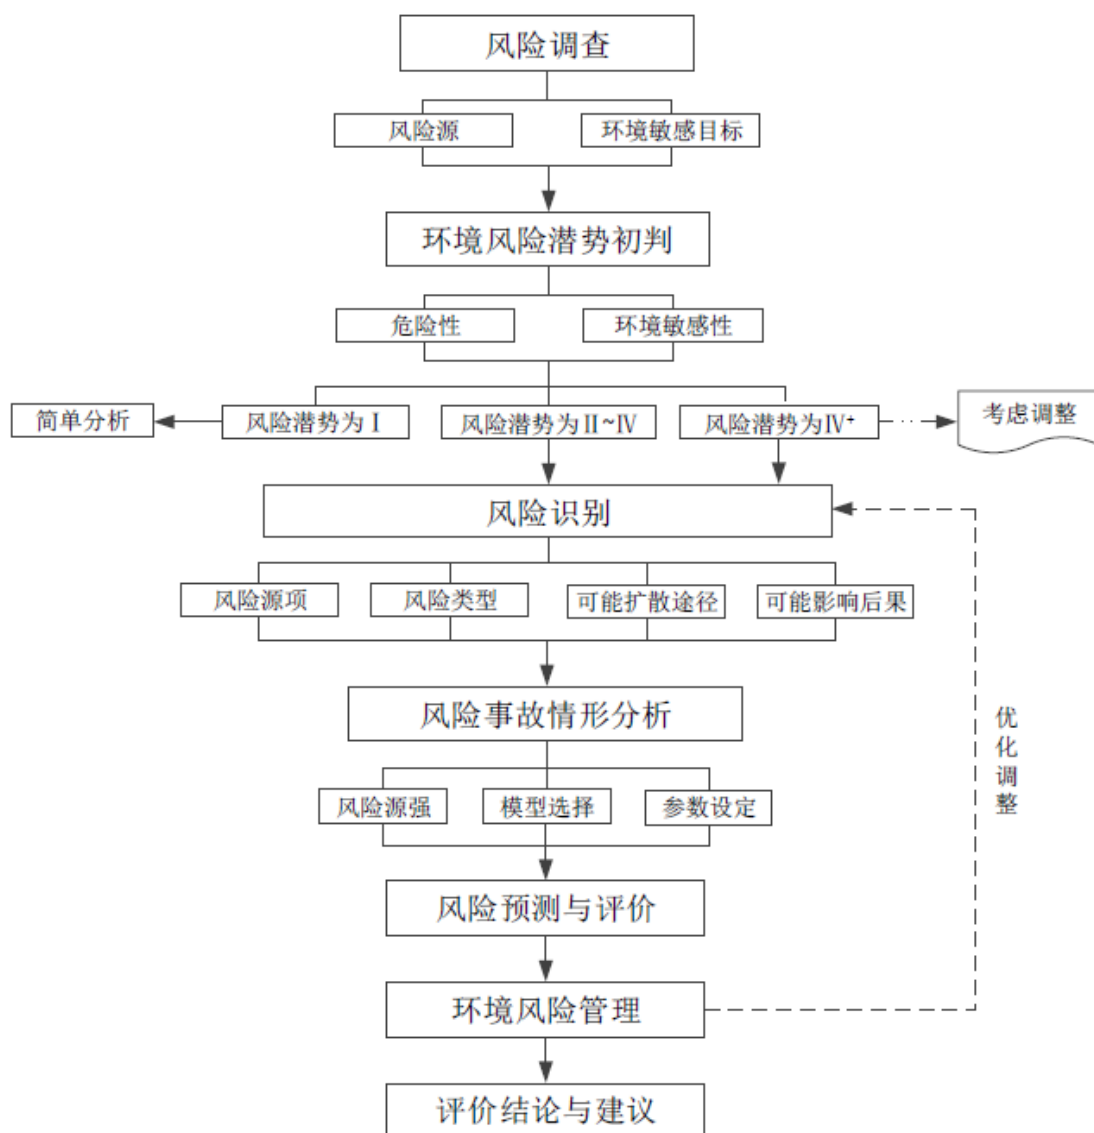 风险调查
风险源
环境敏感目标
环境风险潜势初判
危险性
环境敏感性
简单分析
风险潜势为Ⅰ
风险潜势为Ⅱ~Ⅳ
风险潜势为Ⅳ⁺
考虑调整
风险识别
风险源项
风险类型
可能扩散途径
可能影响后果
风险事故情形分析
风险源强
模型选择
参数设定
优
化
调
整
风险预测与评价
环境风险管理
评价结论与建议